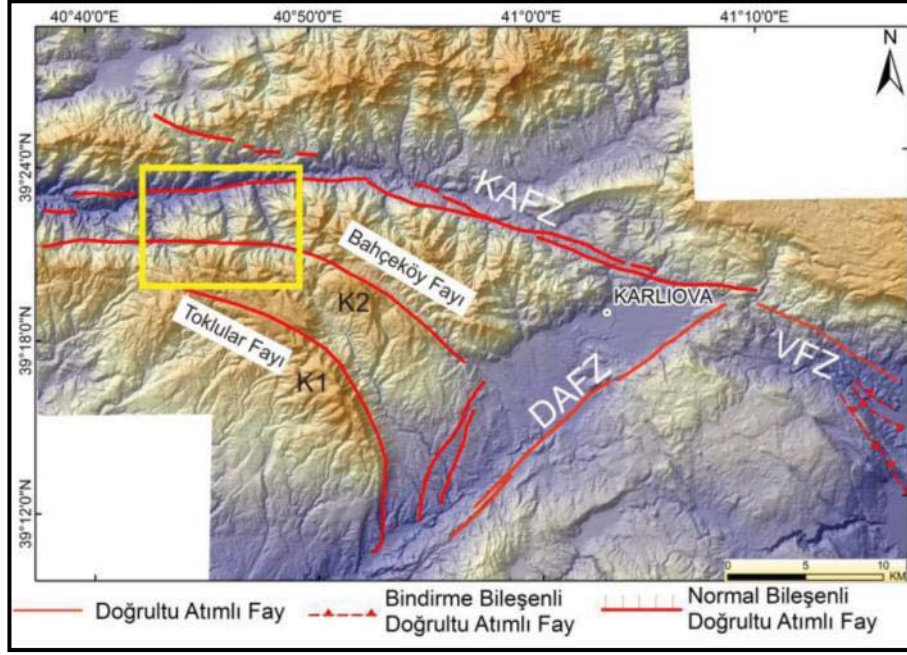 40°40'0"E 40°50'0"E 41°0'0"E 41°10'0"E
N
39°24'0"N
39°18'0"N
39°12'0"N
KAFZ
Bahçeköy Fayı
K2
Toklular Fayı
K1
KARLIOVA
DAFZ
VFZ
0 5 10
KM
Doğrultu Atımlı Fay
Bindirme Bileşenli
Doğrultu Atımlı Fay
Normal Bileşenli
Doğrultu Atımlı Fay